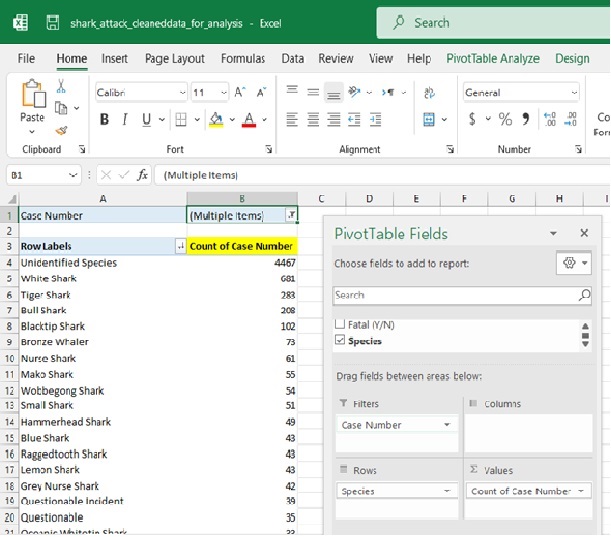 shark_attack_cleaneddata_for_analysis - Excel
Search
File Home Insert Page Layout Formulas Data Review View Help PivotTable Analyze Design
Calibri 11 A A General
Paste
B I U A $ % , .00
Clipboard Font Alignment Number
B1 fx (Multiple Items)
A B C D E F G H
1 Case Number (Multiple Items)
2
3 Row Labels Count of Case Number
4 Unidentified Species 4467
5 White Shark 681
6 Tiger Shark 283
7 Bull Shark 208
8 Blacktip Shark 102
9 Bronze Whaler 73
10 Nurse Shark 61
11 Mako Shark 55
12 Wobbegong Shark 54
13 Small Shark 51
14 Hammerhead Shark 49
15 Blue Shark 43
16 Raggedtooth Shark 43
17 Lemon Shark 43
18 Grey Nurse Shark 42
19 Questionable Incident 39
20 Questionable 35
21 Oceanic Whitetip Shark 33
PivotTable Fields
Choose fields to add to report:
Search
Fatal (Y/N)
Species
Drag fields between areas below:
Filters Columns
Case Number
Rows Σ Values
Species Count of Case Number